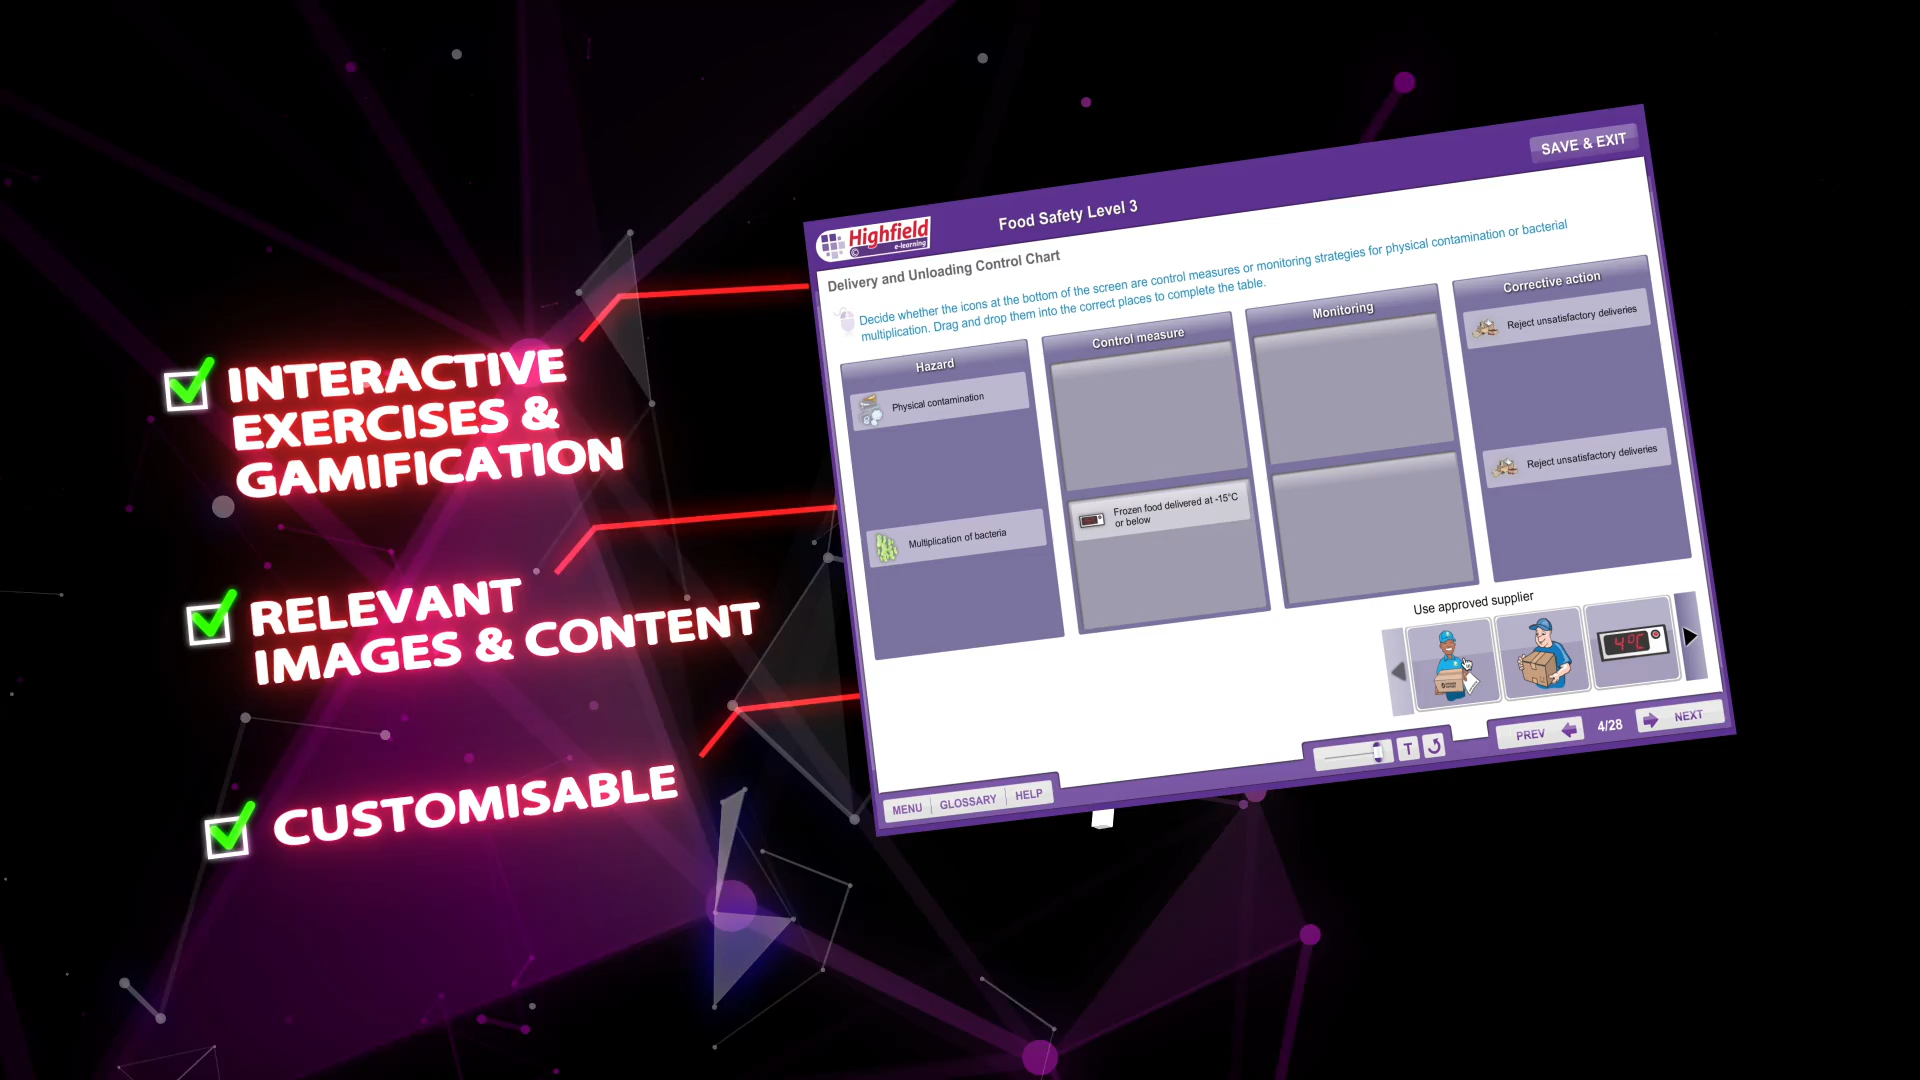 INTERACTIVE
EXERCISES &
GAMIFICATION
RELEVANT
IMAGES & CONTENT
CUSTOMISABLE
SAVE & EXIT
Highfield
e-learning
Food Safety Level 3
Delivery and Unloading Control Chart
Decide whether the icons at the bottom of the screen are control measures or monitoring strategies for physical contamination or bacterial
multiplication. Drag and drop them into the correct places to complete the table.
Hazard
Physical contamination
Multiplication of bacteria
Control measure
Frozen food delivered at -15°C
or below
Monitoring
Corrective action
Reject unsatisfactory deliveries
Reject unsatisfactory deliveries
Use approved supplier
4°C
MENU
GLOSSARY
HELP
T
PREV
4/28
NEXT